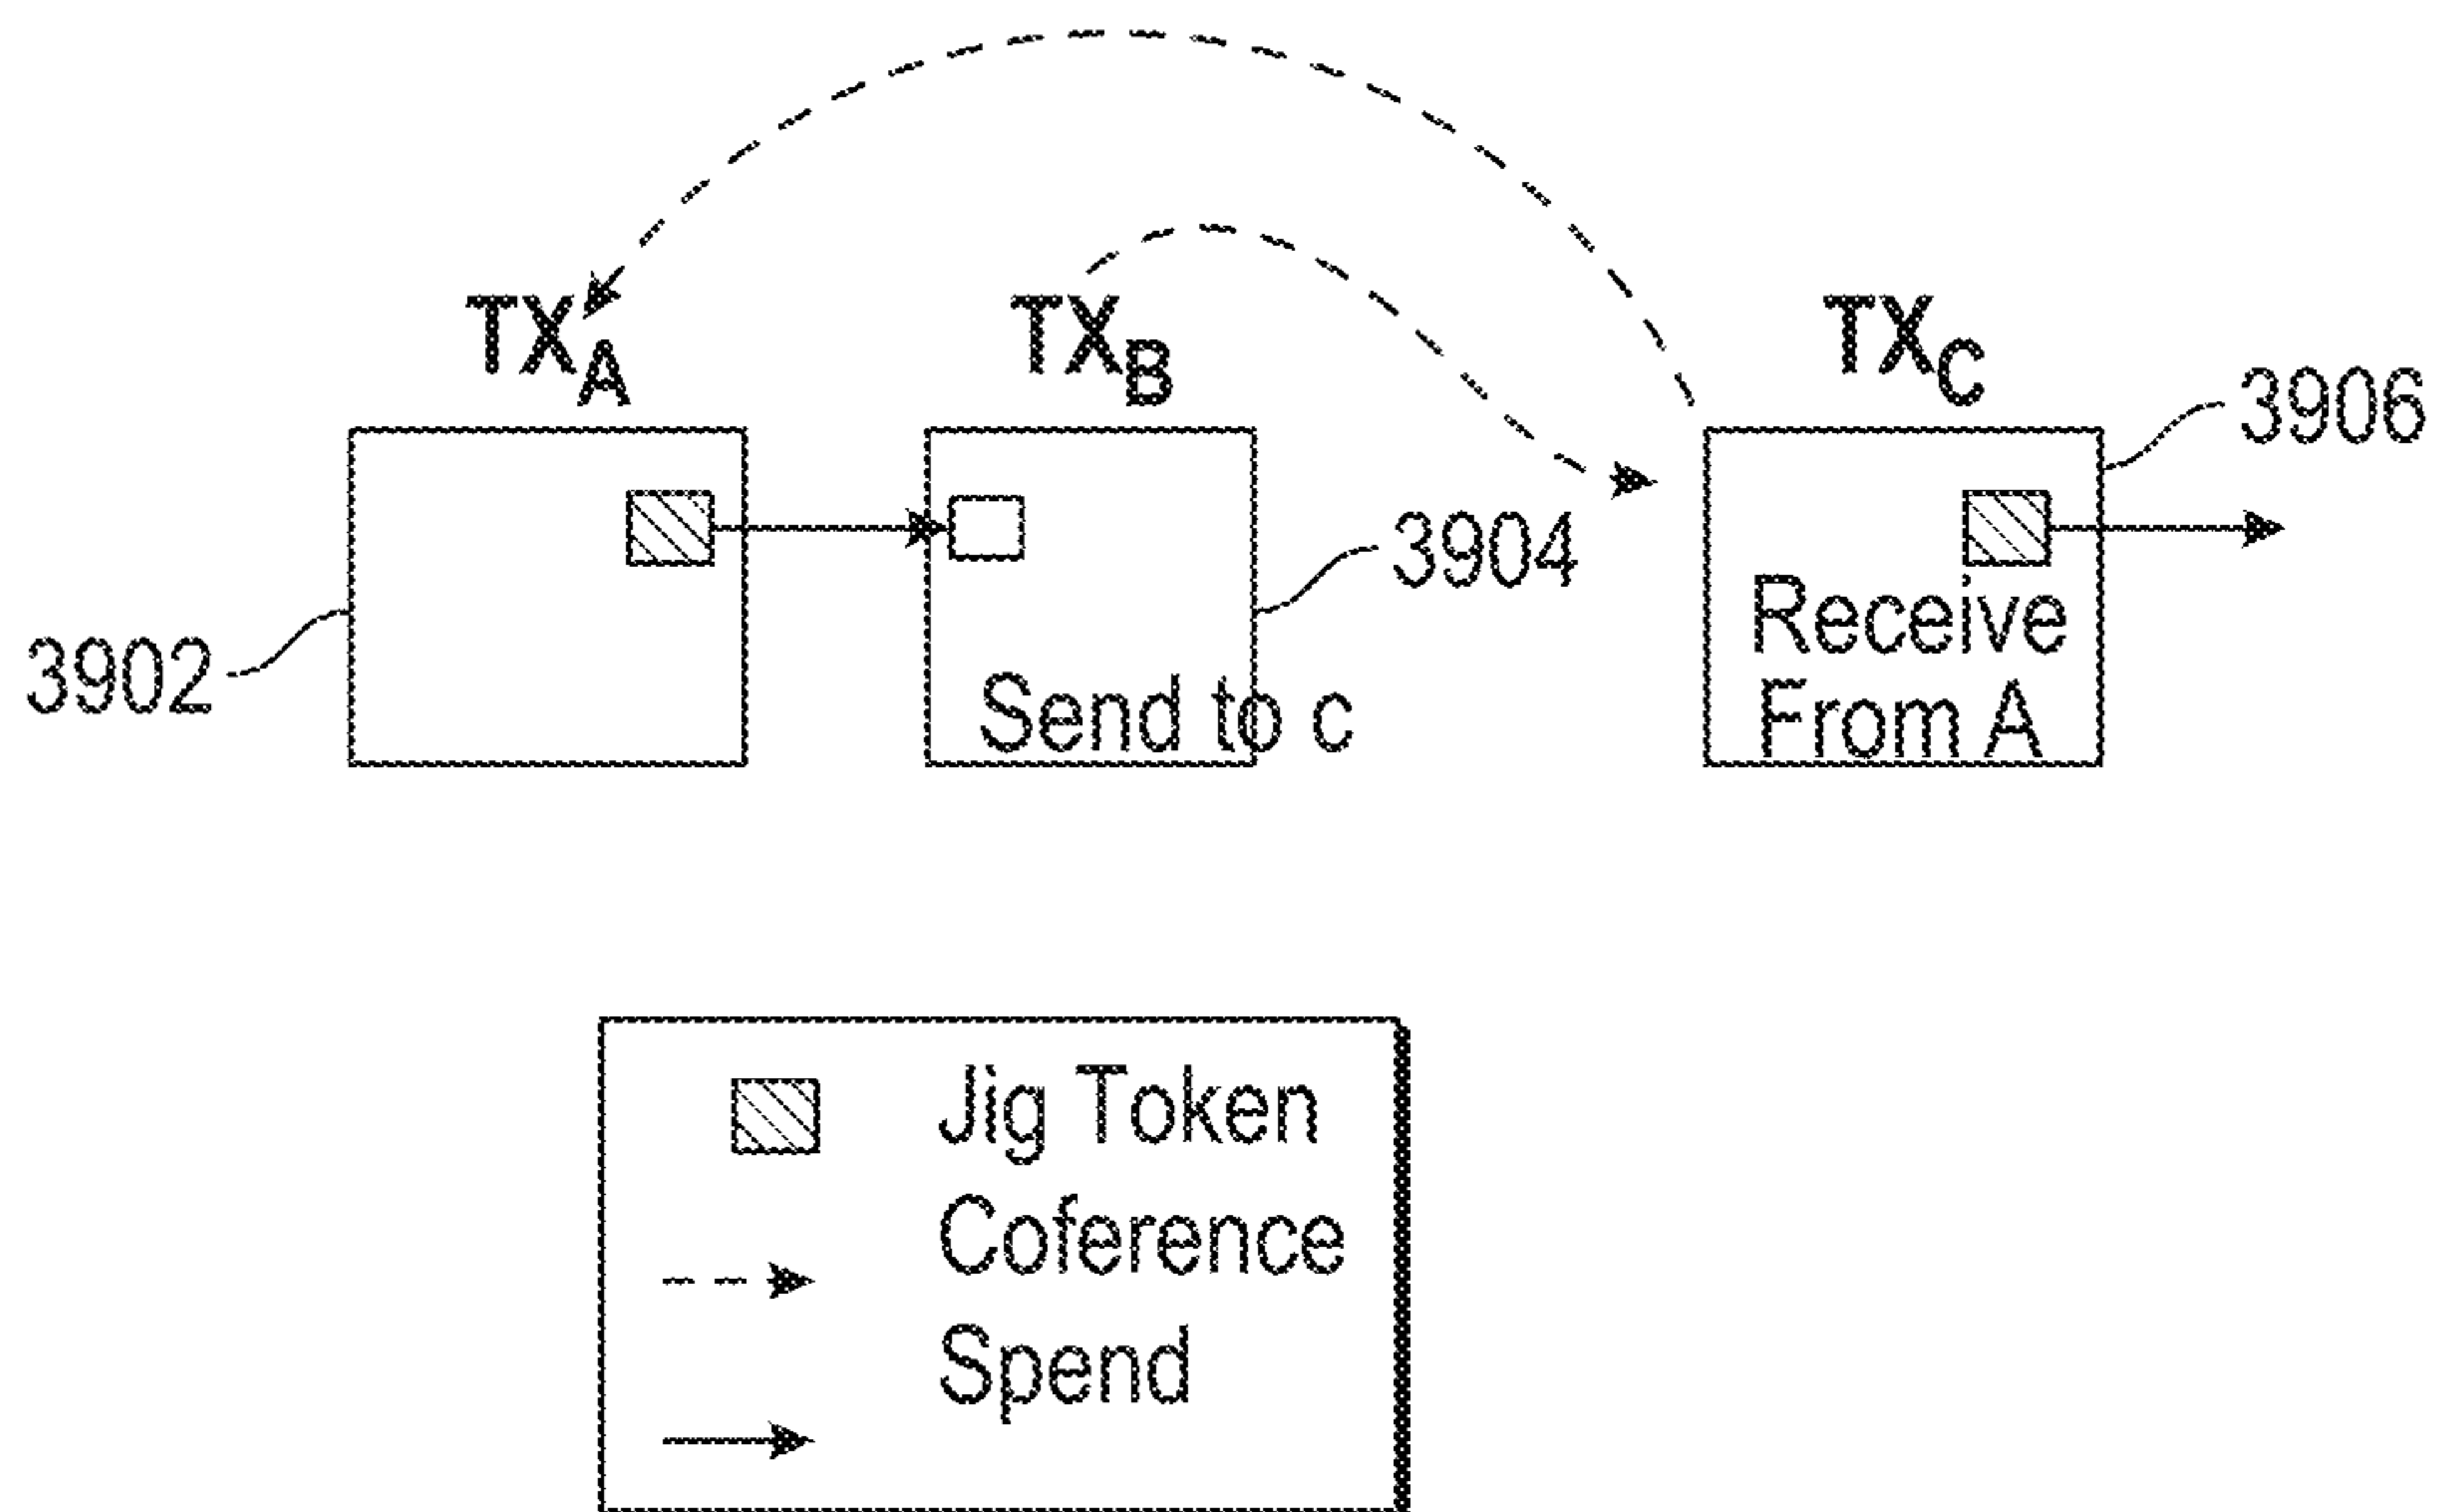 TXA
TXB
TXC
3906
3904
Receive
From A
3902
Send to c
Jig Token
Coference
Spend